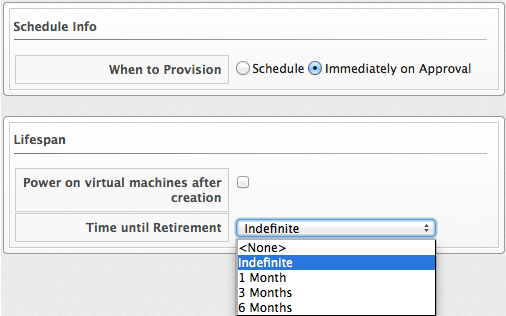 Schedule Info
When to Provision Schedule Immediately on Approval
Lifespan
Power on virtual machines after
creation
Time until Retirement Indefinite
<None>
Indefinite
1 Month
3 Months
6 Months